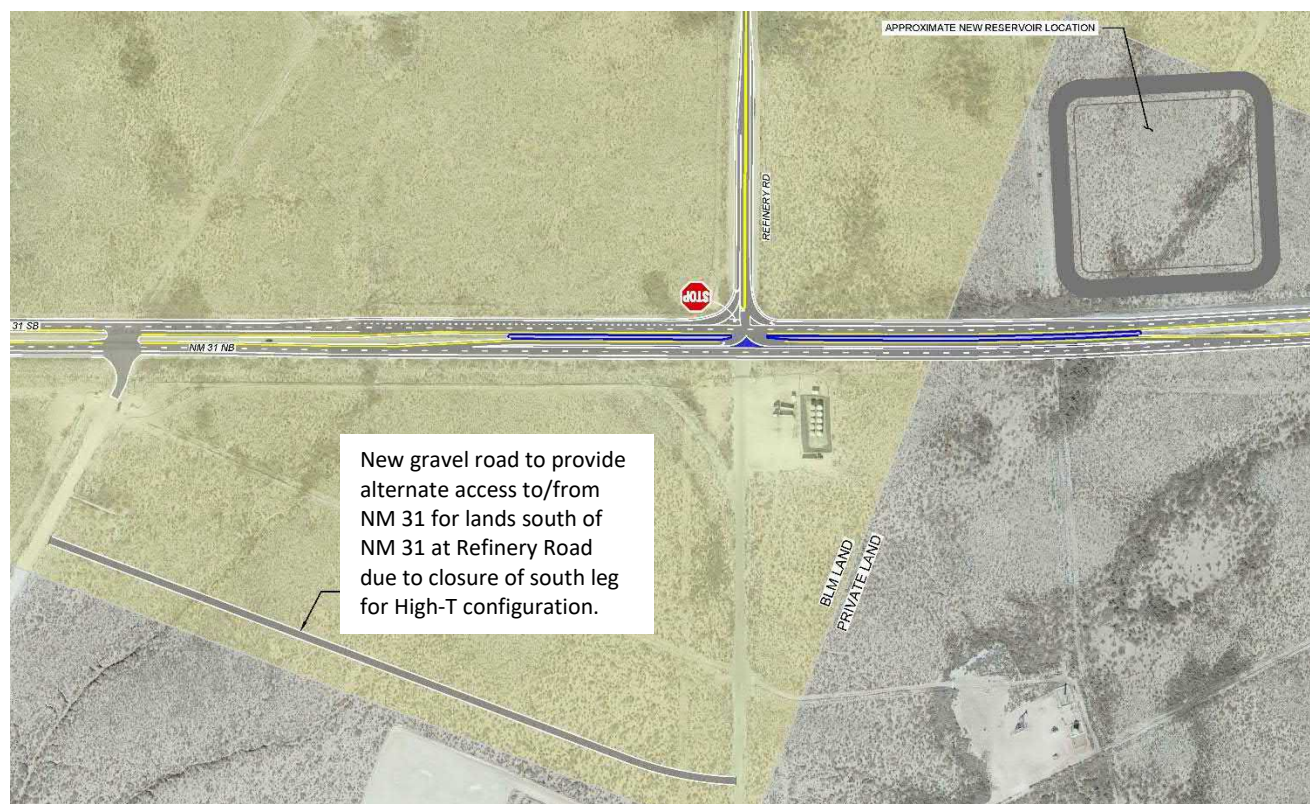 APPROXIMATE NEW RESERVOIR LOCATION
REFINERY RD
STOP
31 SB
NM 31 NB
New gravel road to provide
alternate access to/from
NM 31 for lands south of
NM 31 at Refinery Road
due to closure of south leg
for High-T configuration.
BLM LAND
PRIVATE LAND